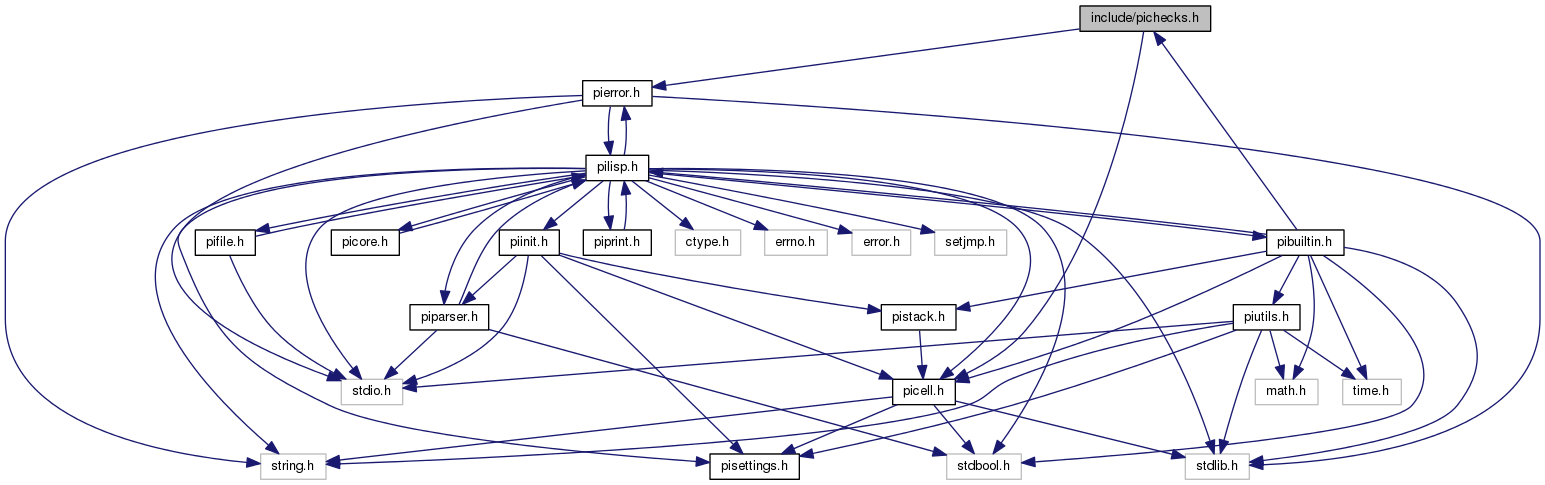 include/pichecks.h
pierror.h
pilisp.h
pifile.h
picore.h
piinit.h
piprint.h
ctype.h
errno.h
error.h
setjmp.h
pibuiltin.h
piparser.h
pistack.h
piutils.h
stdio.h
picell.h
math.h
time.h
string.h
pisettings.h
stdbool.h
stdlib.h